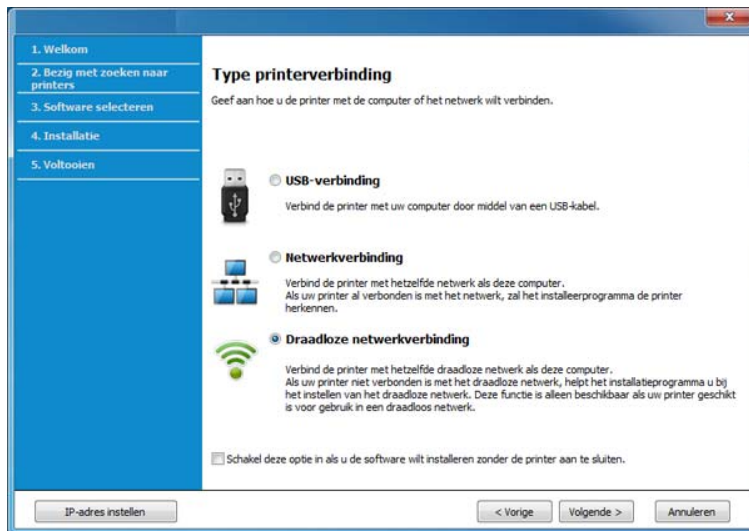 1. Welkom
2. Bezig met zoeken naar
printers
3. Software selecteren
4. Installatie
5. Voltooien
Type printerverbinding
Geef aan hoe u de printer met de computer of het netwerk wilt verbinden.
USB-verbinding
Verbind de printer met uw computer door middel van een USB-kabel.
Netwerkverbinding
Verbind de printer met hetzelfde netwerk als deze computer.
Als uw printer al verbonden is met het netwerk, zal het installeerprogramma de printer
herkennen.
Draadloze netwerkverbinding
Verbind de printer met hetzelfde draadloze netwerk als deze computer.
Als uw printer niet verbonden is met het draadloze netwerk, helpt het installatieprogramma u bij
het instellen van het draadloze netwerk. Deze functie is alleen beschikbaar als uw printer geschikt
is voor gebruik in een draadloos netwerk.
Schakel deze optie in als u de software wilt installeren zonder de printer aan te sluiten.
IP-adres instellen
< Vorige
Volgende >
Annuleren